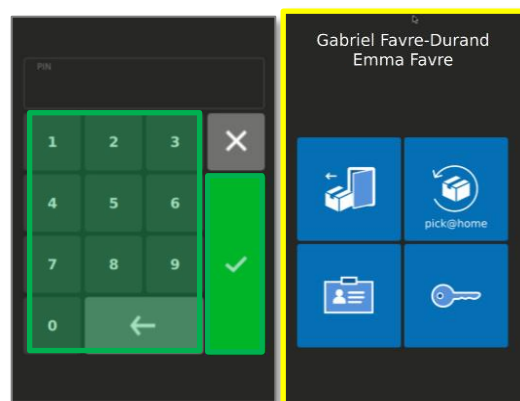 PIN
1 2 3
4 5 6
7 8 9
0
Gabriel Favre-Durand
Emma Favre
pick@home